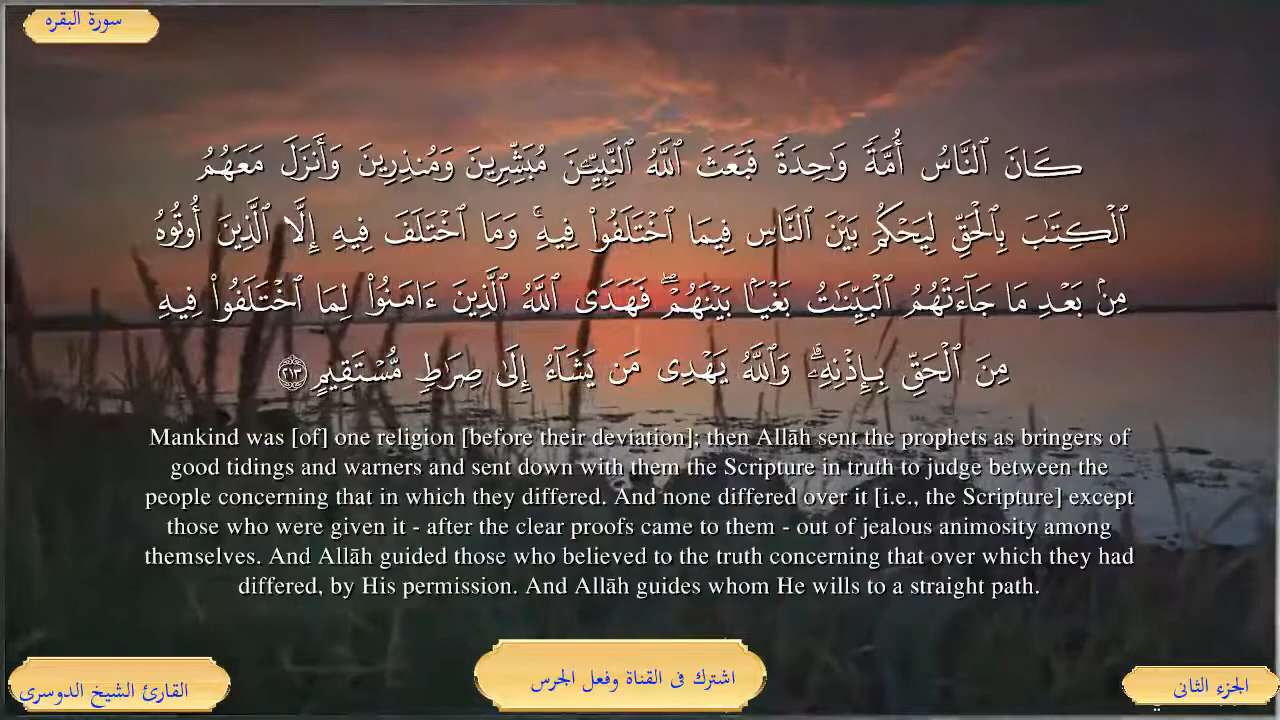 سورة البقره
كَانَ ٱلنَّاسُ أُمَّةً وَٰحِدَةً فَبَعَثَ ٱللَّهُ ٱلنَّبِيِّـۧنَ مُبَشِّرِينَ وَمُنذِرِينَ وَأَنزَلَ مَعَهُمُ
ٱلْكِتَٰبَ بِٱلْحَقِّ لِيَحْكُمَ بَيْنَ ٱلنَّاسِ فِيمَا ٱخْتَلَفُوا۟ فِيهِ ۚ وَمَا ٱخْتَلَفَ فِيهِ إِلَّا ٱلَّذِينَ أُوتُوهُ
مِنۢ بَعْدِ مَا جَآءَتْهُمُ ٱلْبَيِّنَٰتُ بَغْيًۢا بَيْنَهُمْ ۖ فَهَدَى ٱللَّهُ ٱلَّذِينَ ءَامَنُوا۟ لِمَا ٱخْتَلَفُوا۟ فِيهِ
مِنَ ٱلْحَقِّ بِإِذْنِهِۦ ۗ وَٱللَّهُ يَهْدِى مَن يَشَآءُ إِلَىٰ صِرَٰطٍ مُّسْتَقِيمٍ ٢١٣
Mankind was [of] one religion [before their deviation]; then Allāh sent the prophets as bringers of
good tidings and warners and sent down with them the Scripture in truth to judge between the
people concerning that in which they differed. And none differed over it [i.e., the Scripture] except
those who were given it - after the clear proofs came to them - out of jealous animosity among
themselves. And Allāh guided those who believed to the truth concerning that over which they had
differed, by His permission. And Allāh guides whom He wills to a straight path.
القارئ الشيخ الدوسرى
اشترك فى القناة وفعل الجرس
الجزء الثانى